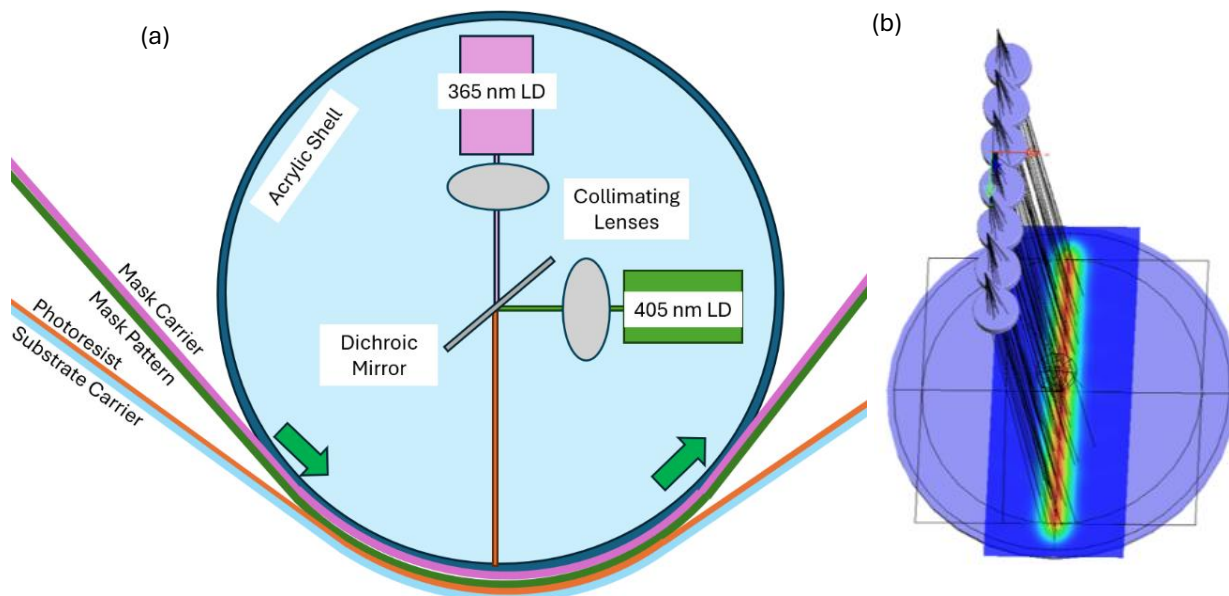 (a)
365 nm LD
Acrylic Shell
Collimating
Lenses
405 nm LD
Dichroic
Mirror
Mask Carrier
Mask Pattern
Photoresist
Substrate Carrier
(b)